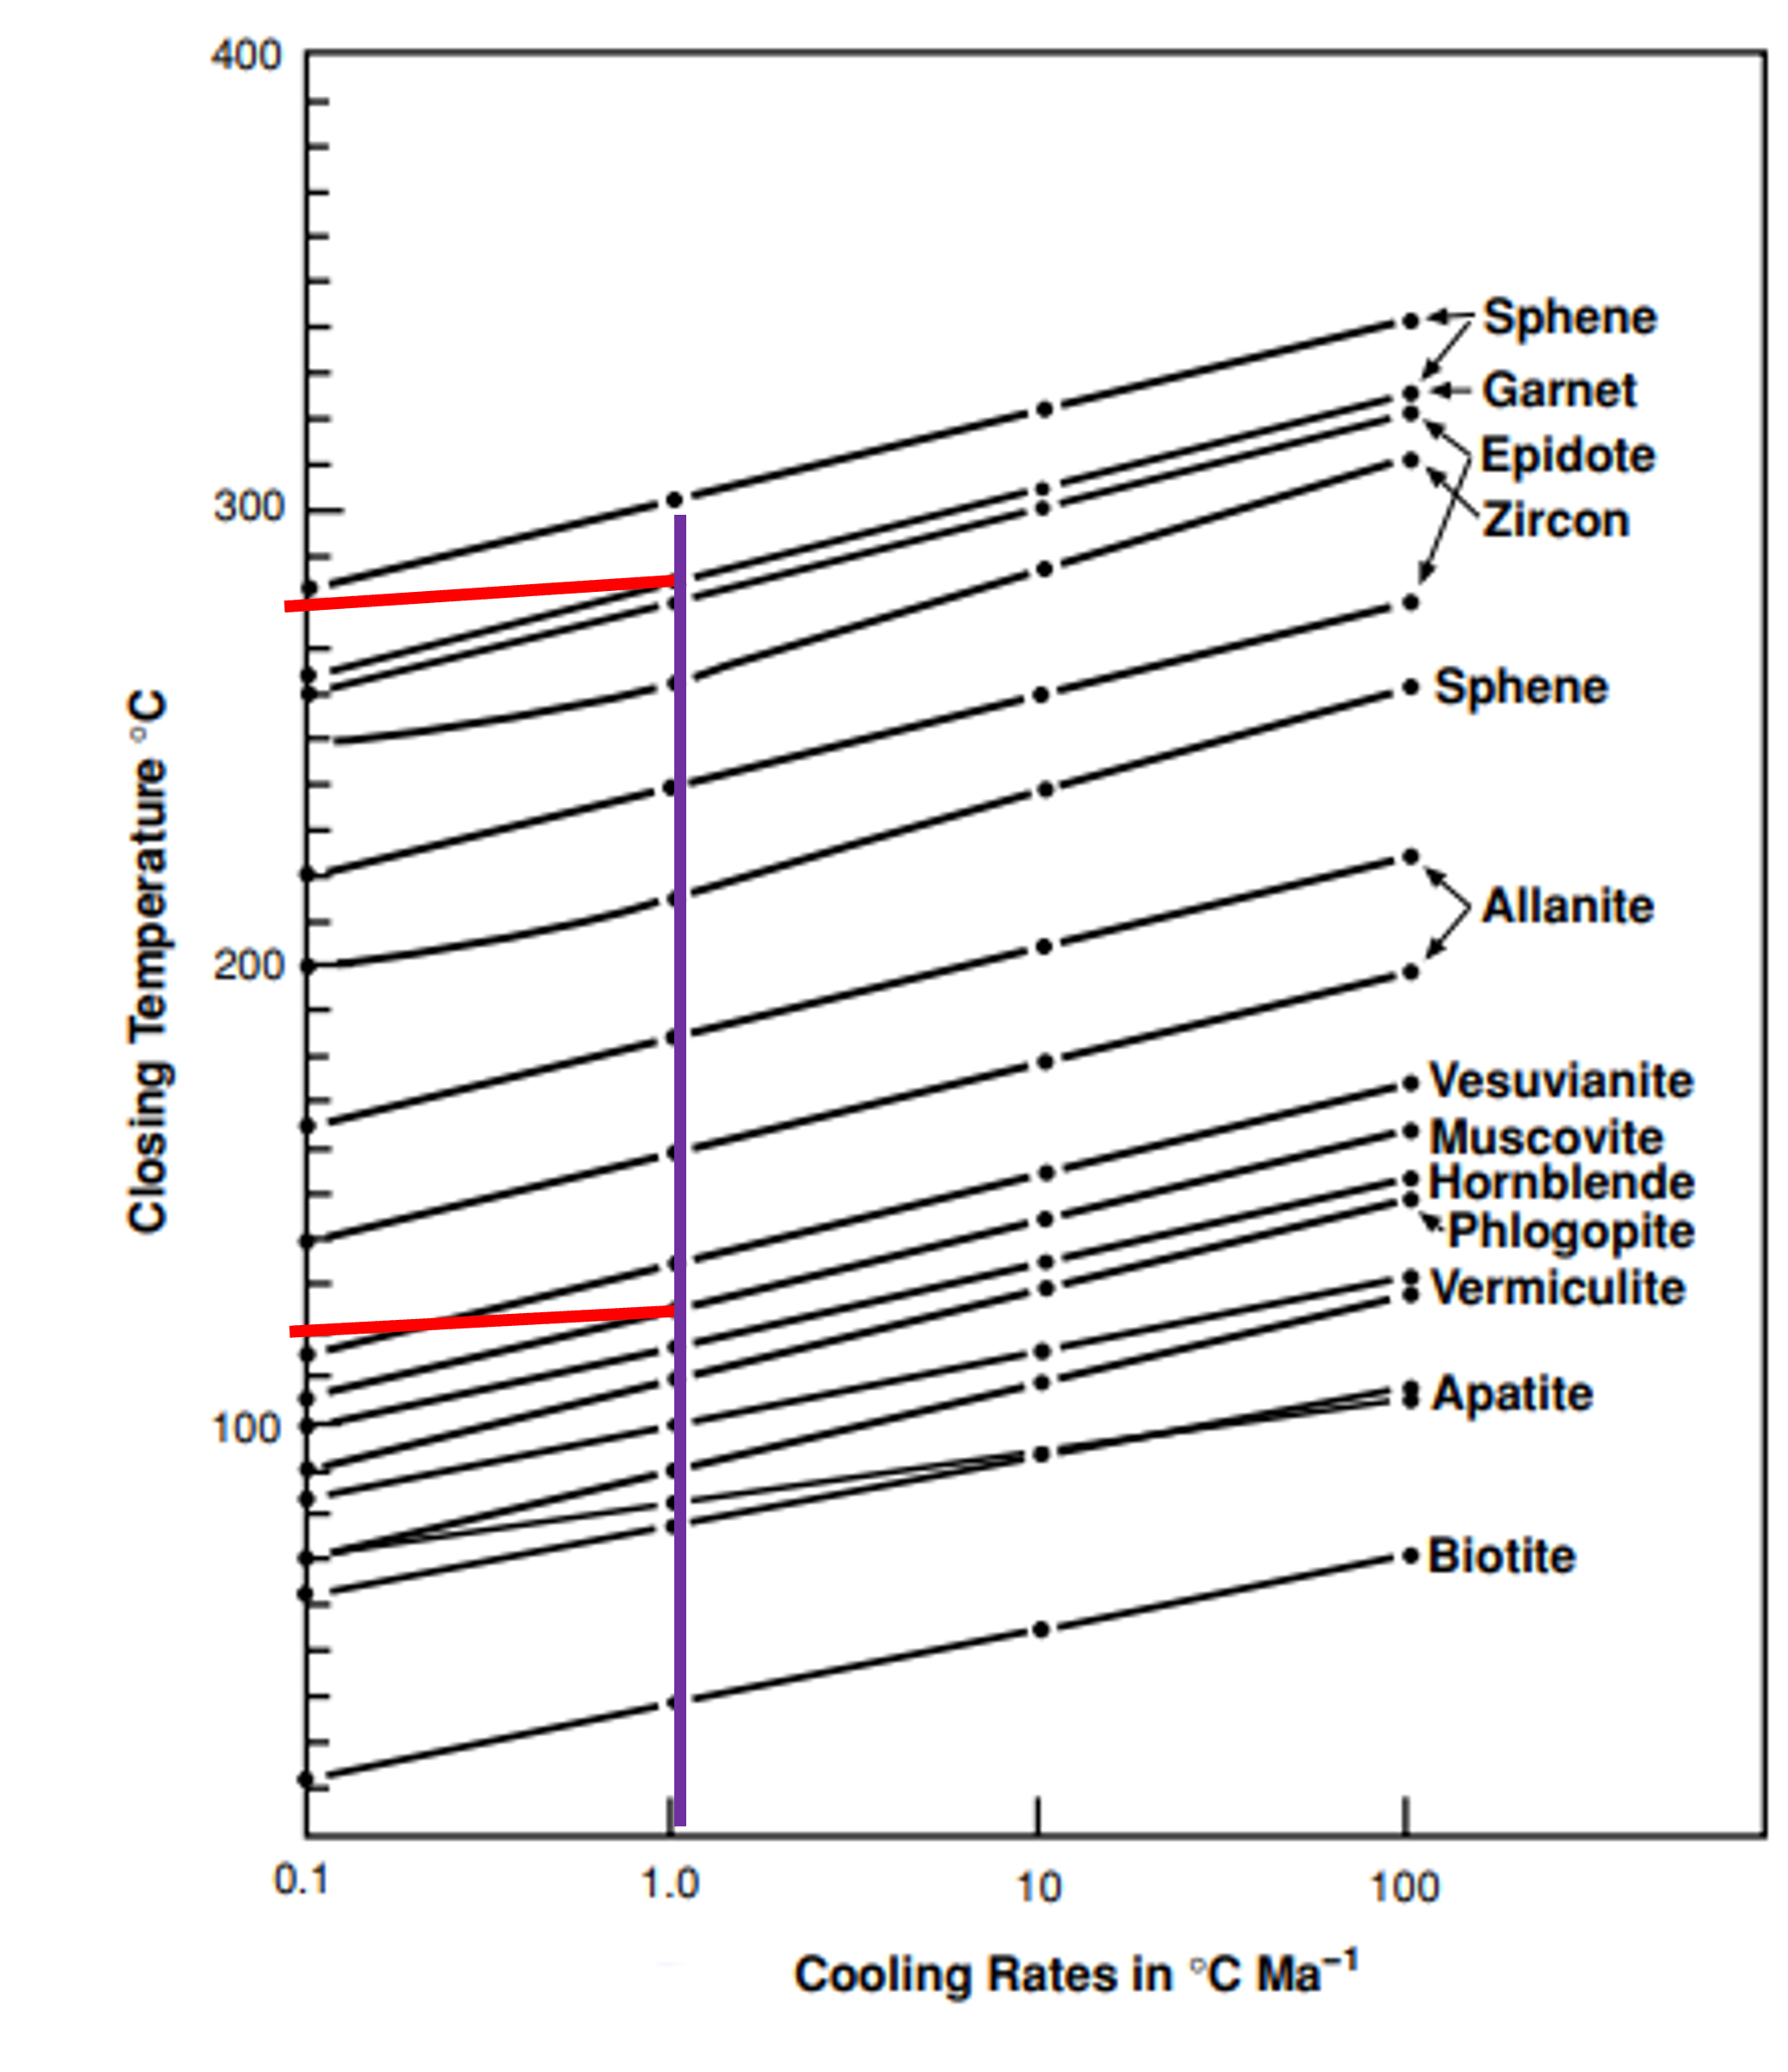 400
300
200
100
Closing Temperature °C
Sphene
Garnet
Epidote
Zircon
Sphene
Allanite
Vesuvianite
Muscovite
Hornblende
Phlogopite
Vermiculite
Apatite
Biotite
0.1 1.0 10 100
Cooling Rates in °C Ma⁻¹